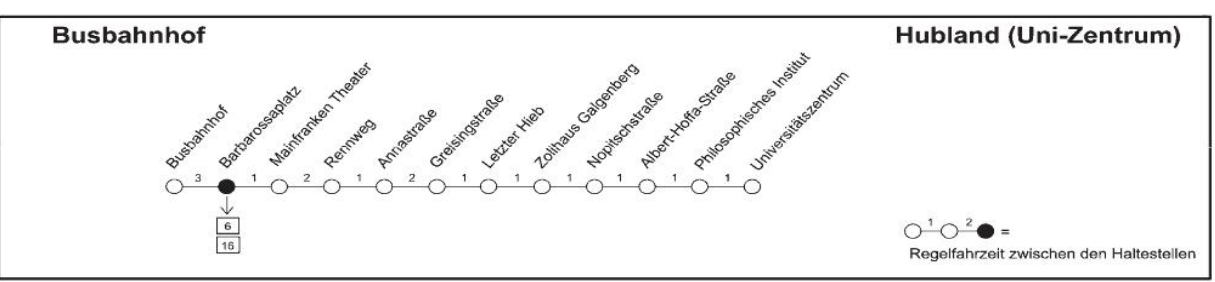 Busbahnhof
Hubland (Uni-Zentrum)
Busbahnhof
Barbarossaplatz
Mainfranken Theater
Rennweg
Annastraße
Greisingstraße
Letzter Hieb
Zollhaus Galgenberg
Nopitschstraße
Albert-Hoffa-Straße
Philosophisches Institut
Universitätszentrum
3 1 2 1 2 1 1 1 1 1 1
6
16
1 2 =
Regelfahrzeit zwischen den Haltestellen